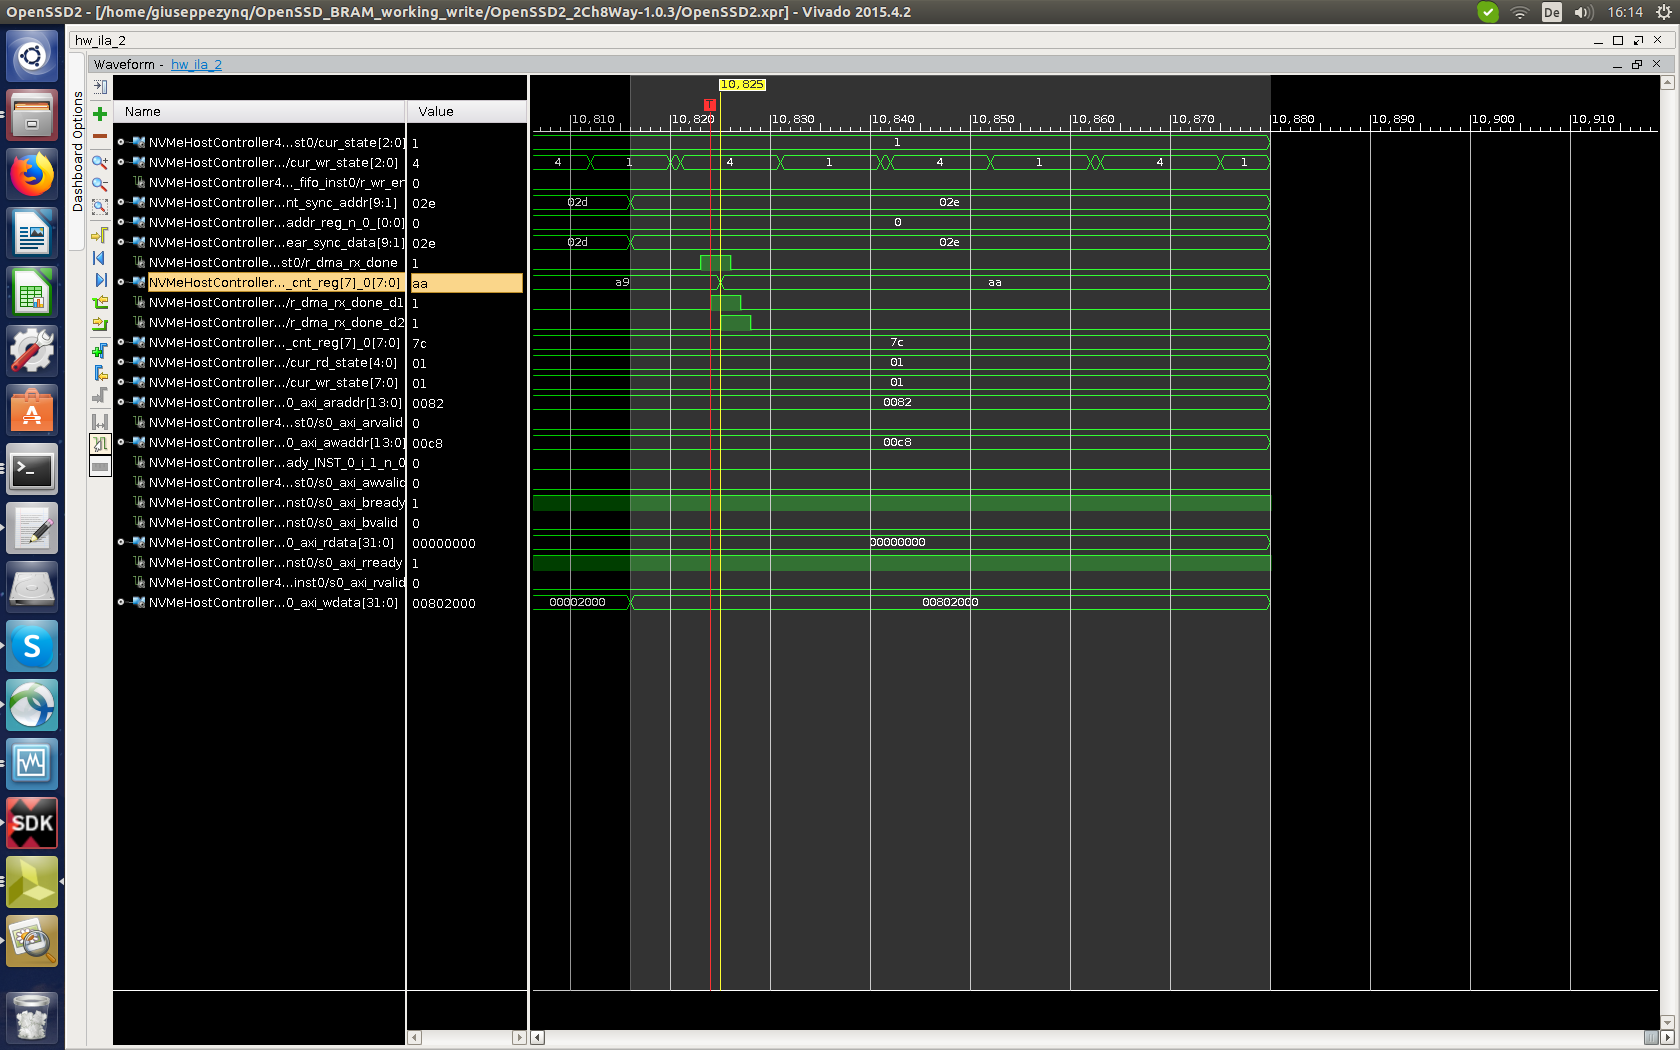 OpenSSD2 - [/home/giuseppezynq/OpenSSD_BRAM_working_write/OpenSSD2_2Ch8Way-1.0.3/OpenSSD2.xpr] - Vivado 2015.4.2
De
16:14
hw_ila_2
Waveform - hw_ila_2
Dashboard Options
10,825
T
Name Value
10,810 10,820 10,830 10,840 10,850 10,860 10,870 10,880 10,890 10,900 10,910
NVMeHostController4...st0/cur_state[2:0] 1 1
NVMeHostController.../cur_wr_state[2:0] 4 4 1 4 1 4 1 4 1
NVMeHostController4..._fifo_inst0/r_wr_en 0
NVMeHostController...nt_sync_addr[9:1] 02e 02d 02e
NVMeHostController...addr_reg_n_0_[0:0] 0 0
NVMeHostController...ear_sync_data[9:1] 02e 02d 02e
NVMeHostControlle...st0/r_dma_rx_done 1
NVMeHostController..._cnt_reg[7]_0[7:0] aa a9 aa
NVMeHostController.../r_dma_rx_done_d1 1
NVMeHostController.../r_dma_rx_done_d2 1
NVMeHostController..._cnt_reg[7]_0[7:0] 7c 7c
NVMeHostController.../cur_rd_state[4:0] 01 01
NVMeHostController.../cur_wr_state[7:0] 01 01
NVMeHostController...0_axi_araddr[13:0] 0082 0082
NVMeHostController4...st0/s0_axi_arvalid 0
NVMeHostController...0_axi_awaddr[13:0] 00c8 00c8
NVMeHostController...ady_INST_0_i_1_n_0 0
NVMeHostController4...st0/s0_axi_awvalid 0
NVMeHostController...nst0/s0_axi_bready 1
NVMeHostController...nst0/s0_axi_bvalid 0
NVMeHostController...0_axi_rdata[31:0] 00000000 00000000
NVMeHostController...nst0/s0_axi_rready 1
NVMeHostController4...inst0/s0_axi_rvalid 0
NVMeHostController...0_axi_wdata[31:0] 00802000 00002000 00802000
SDK